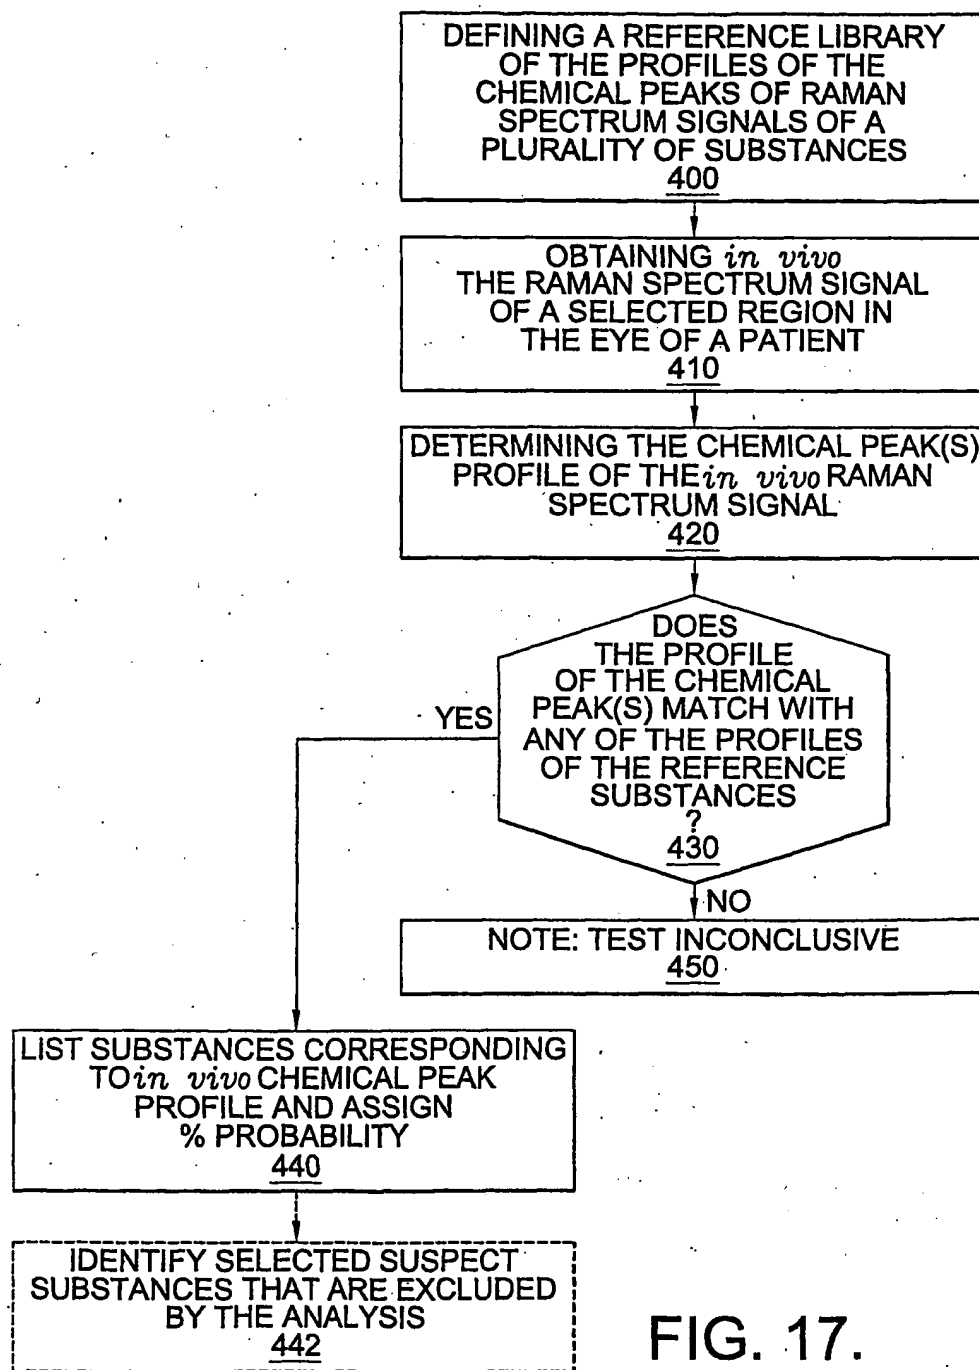 DEFINING A REFERENCE LIBRARY
OF THE PROFILES OF THE
CHEMICAL PEAKS OF RAMAN
SPECTRUM SIGNALS OF A
PLURALITY OF SUBSTANCES
400
OBTAINING in vivo
THE RAMAN SPECTRUM SIGNAL
OF A SELECTED REGION IN
THE EYE OF A PATIENT
410
DETERMINING THE CHEMICAL PEAK(S)
PROFILE OF THE in vivo RAMAN
SPECTRUM SIGNAL
420
DOES
THE PROFILE
OF THE CHEMICAL
PEAK(S) MATCH WITH
ANY OF THE PROFILES
OF THE REFERENCE
SUBSTANCES
?
430
YES
NO
NOTE: TEST INCONCLUSIVE
450
LIST SUBSTANCES CORRESPONDING
TO in vivo CHEMICAL PEAK
PROFILE AND ASSIGN
% PROBABILITY
440
IDENTIFY SELECTED SUSPECT
SUBSTANCES THAT ARE EXCLUDED
BY THE ANALYSIS
442
FIG. 17.